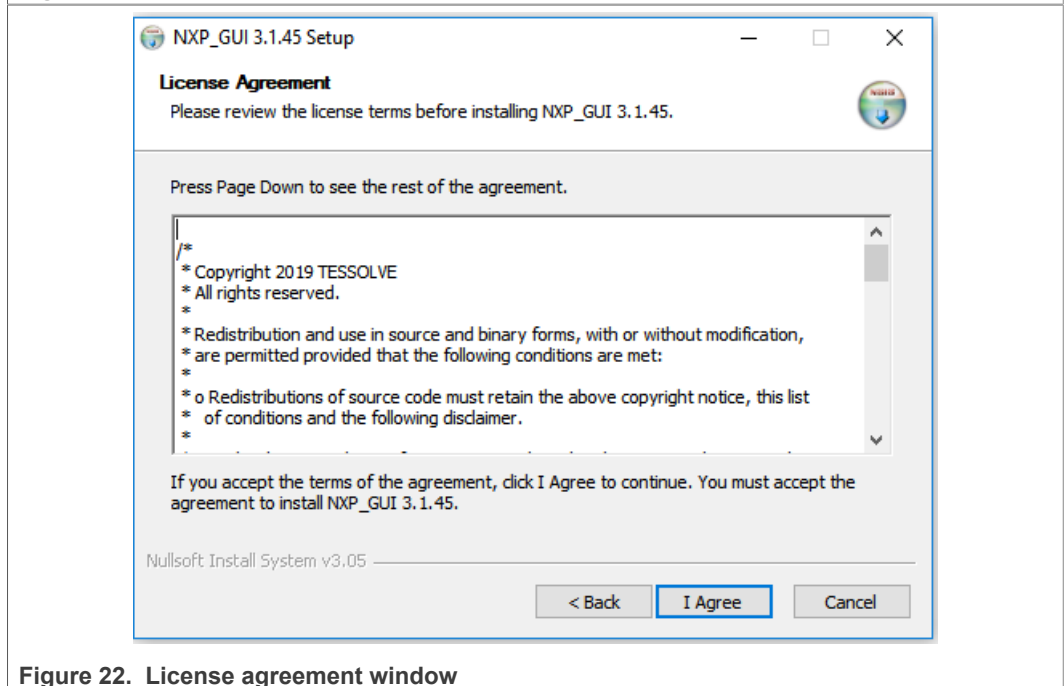 NXP_GUI 3.1.45 Setup
License Agreement
Please review the license terms before installing NXP_GUI 3.1.45.
Press Page Down to see the rest of the agreement.
/*
* Copyright 2019 TESSOLVE
* All rights reserved.
*
* Redistribution and use in source and binary forms, with or without modification,
* are permitted provided that the following conditions are met:
*
* o Redistributions of source code must retain the above copyright notice, this list
*   of conditions and the following disclaimer.
*
If you accept the terms of the agreement, click I Agree to continue. You must accept the
agreement to install NXP_GUI 3.1.45.
Nullsoft Install System v3.05
< Back I Agree Cancel
Figure 22. License agreement window